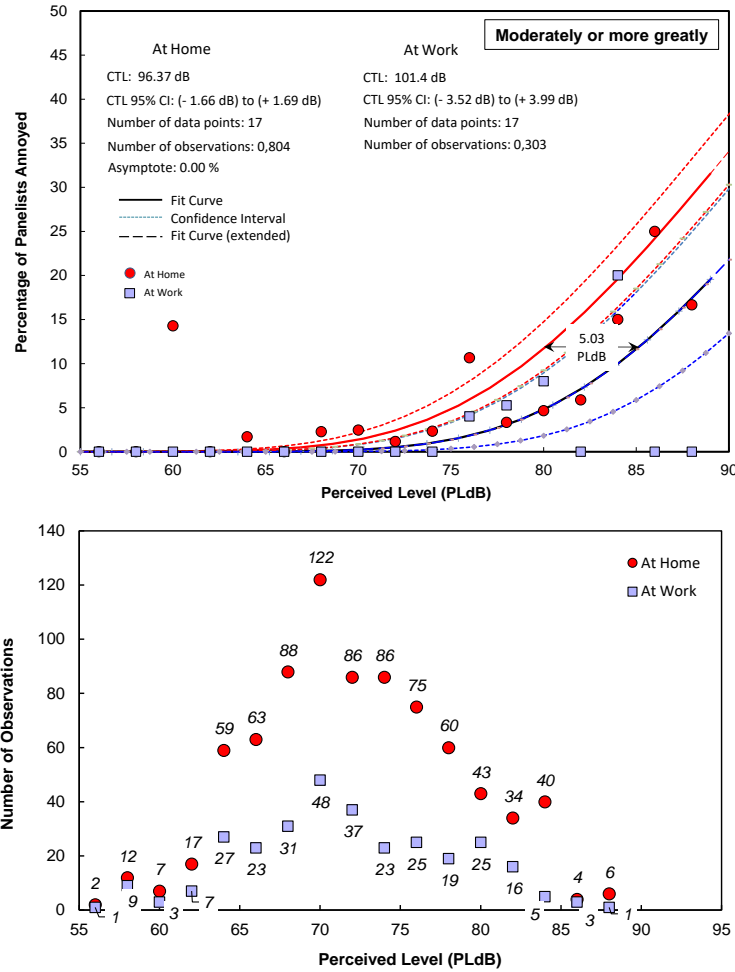 Moderately or more greatly
At Home
CTL: 96.37 dB
CTL 95% CI: (- 1.66 dB) to (+ 1.69 dB)
Number of data points: 17
Number of observations: 0,804
Asymptote: 0.00 %
At Work
CTL: 101.4 dB
CTL 95% CI: (- 3.52 dB) to (+ 3.99 dB)
Number of data points: 17
Number of observations: 0,303
Fit Curve
Confidence Interval
Fit Curve (extended)
At Home
At Work
5.03
PLdB
Percentage of Panelists Annoyed
50
45
40
35
30
25
20
15
10
5
0
55 60 65 70 75 80 85 90
Perceived Level (PLdB)
At Home
At Work
Number of Observations
140
120
100
80
60
40
20
0
2 12 7 17 59 63 88 122 86 86 75 60 43 34 40 4 6
1 9 3 7 27 23 31 48 37 23 25 19 25 16 5 3 1
55 60 65 70 75 80 85 90 95
Perceived Level (PLdB)